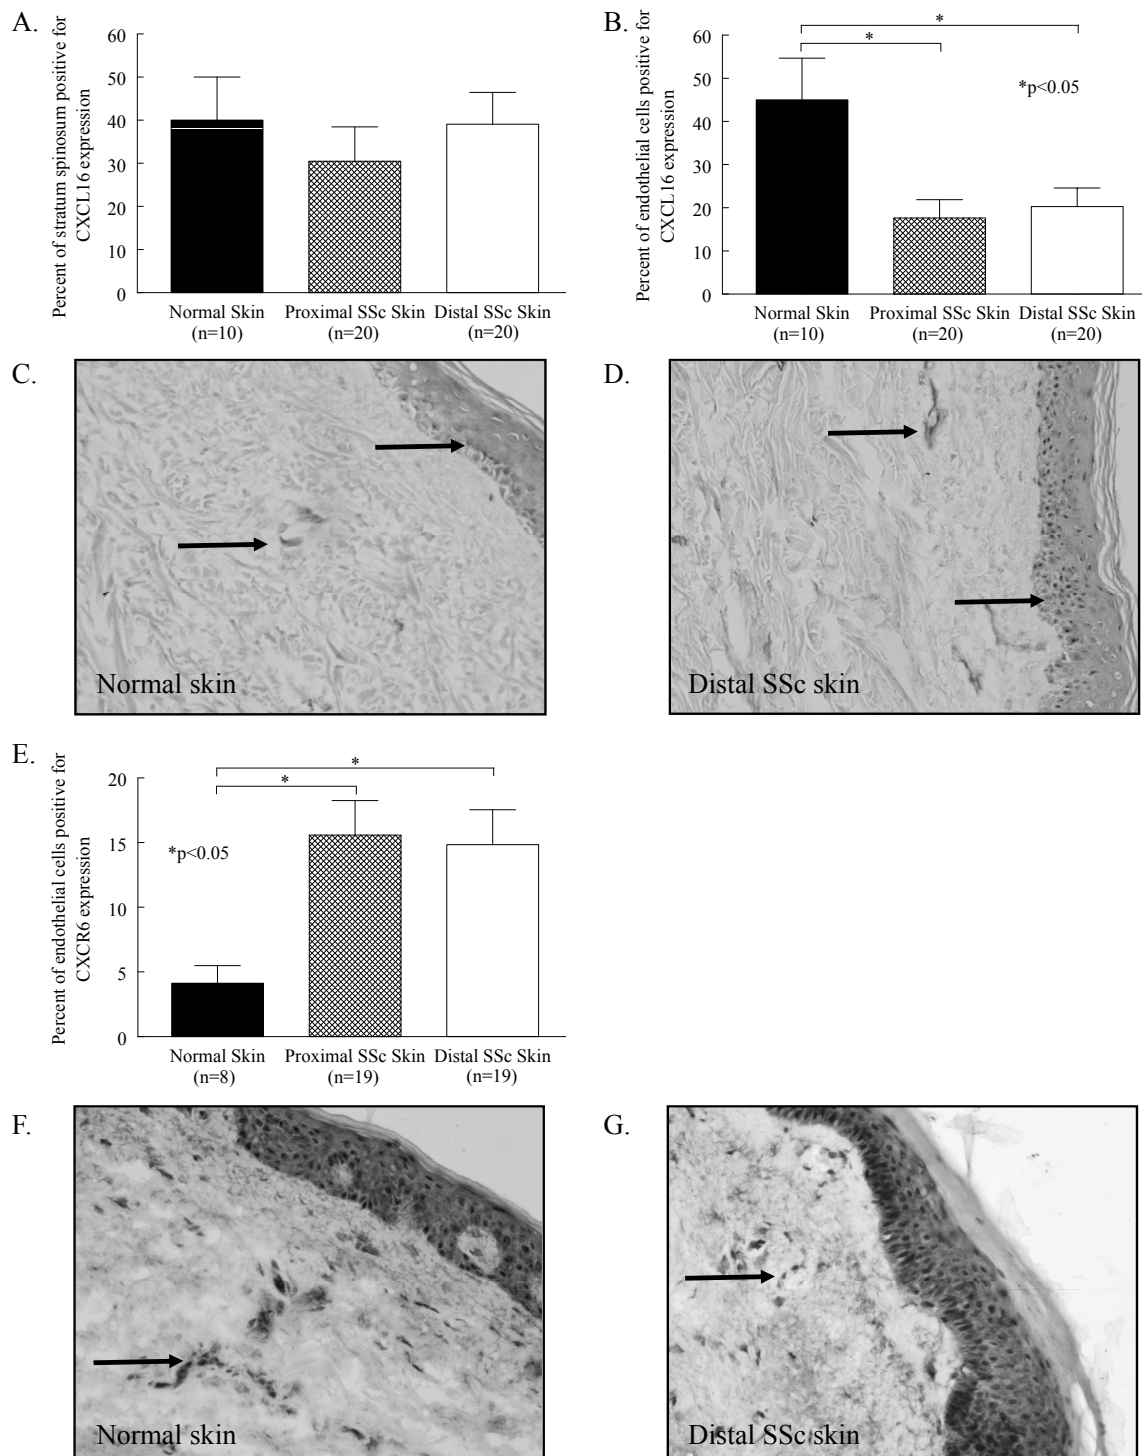 A.
Percent of stratum spinosum positive for
CXCL16 expression
60
50
40
30
20
10
0
Normal Skin
(n=10)
Proximal SSc Skin
(n=20)
Distal SSc Skin
(n=20)
B.
Percent of endothelial cells positive for
CXCL16 expression
60
50
40
30
20
10
0
*
*
*p<0.05
Normal Skin
(n=10)
Proximal SSc Skin
(n=20)
Distal SSc Skin
(n=20)
C.
Normal skin
D.
Distal SSc skin
E.
Percent of endothelial cells positive for
CXCR6 expression
20
15
10
5
0
*
*
*p<0.05
Normal Skin
(n=8)
Proximal SSc Skin
(n=19)
Distal SSc Skin
(n=19)
F.
Normal skin
G.
Distal SSc skin